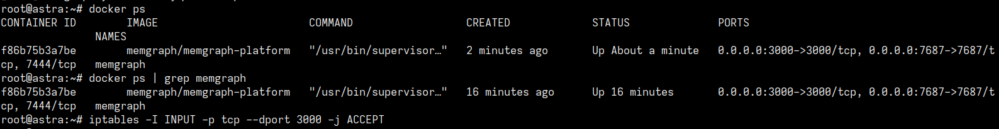 root@astra:~# docker ps
CONTAINER ID        IMAGE                        COMMAND                  CREATED             STATUS              PORTS
               NAMES
f86b75b3a7be        memgraph/memgraph-platform   "/usr/bin/supervisor…"   2 minutes ago       Up About a minute   0.0.0.0:3000->3000/tcp, 0.0.0.0:7687->7687/t
cp, 7444/tcp   memgraph
root@astra:~# docker ps | grep memgraph
f86b75b3a7be        memgraph/memgraph-platform   "/usr/bin/supervisor…"   16 minutes ago      Up 16 minutes       0.0.0.0:3000->3000/tcp, 0.0.0.0:7687->7687/t
cp, 7444/tcp   memgraph
root@astra:~# iptables -I INPUT -p tcp --dport 3000 -j ACCEPT